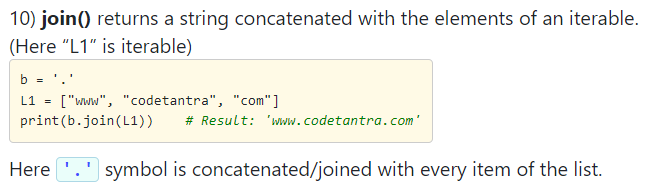 10) join() returns a string concatenated with the elements of an iterable.
(Here “L1” is iterable)
b = '.'
L1 = ["www", "codetantra", "com"]
print(b.join(L1))    # Result: 'www.codetantra.com'
Here '.' symbol is concatenated/joined with every item of the list.